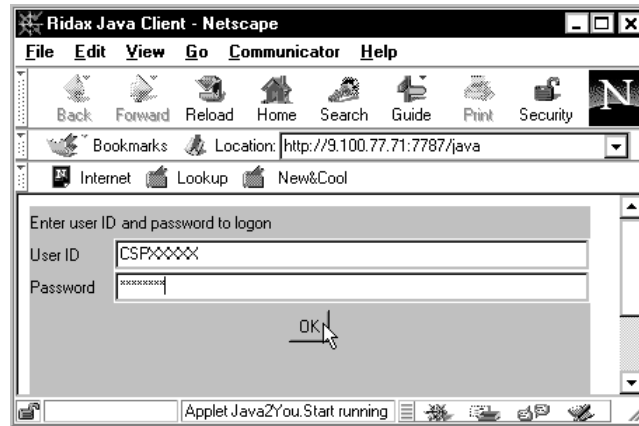 Ridax Java Client - Netscape
File Edit View Go Communicator Help
Back Forward Reload Home Search Guide Print Security
N
Bookmarks Location: http://9.100.77.71:7787/java
Internet Lookup New&Cool
Enter user ID and password to logon
User ID CSPXXXXX
Password xxxxxxxx
OK
Applet Java2You.Start running